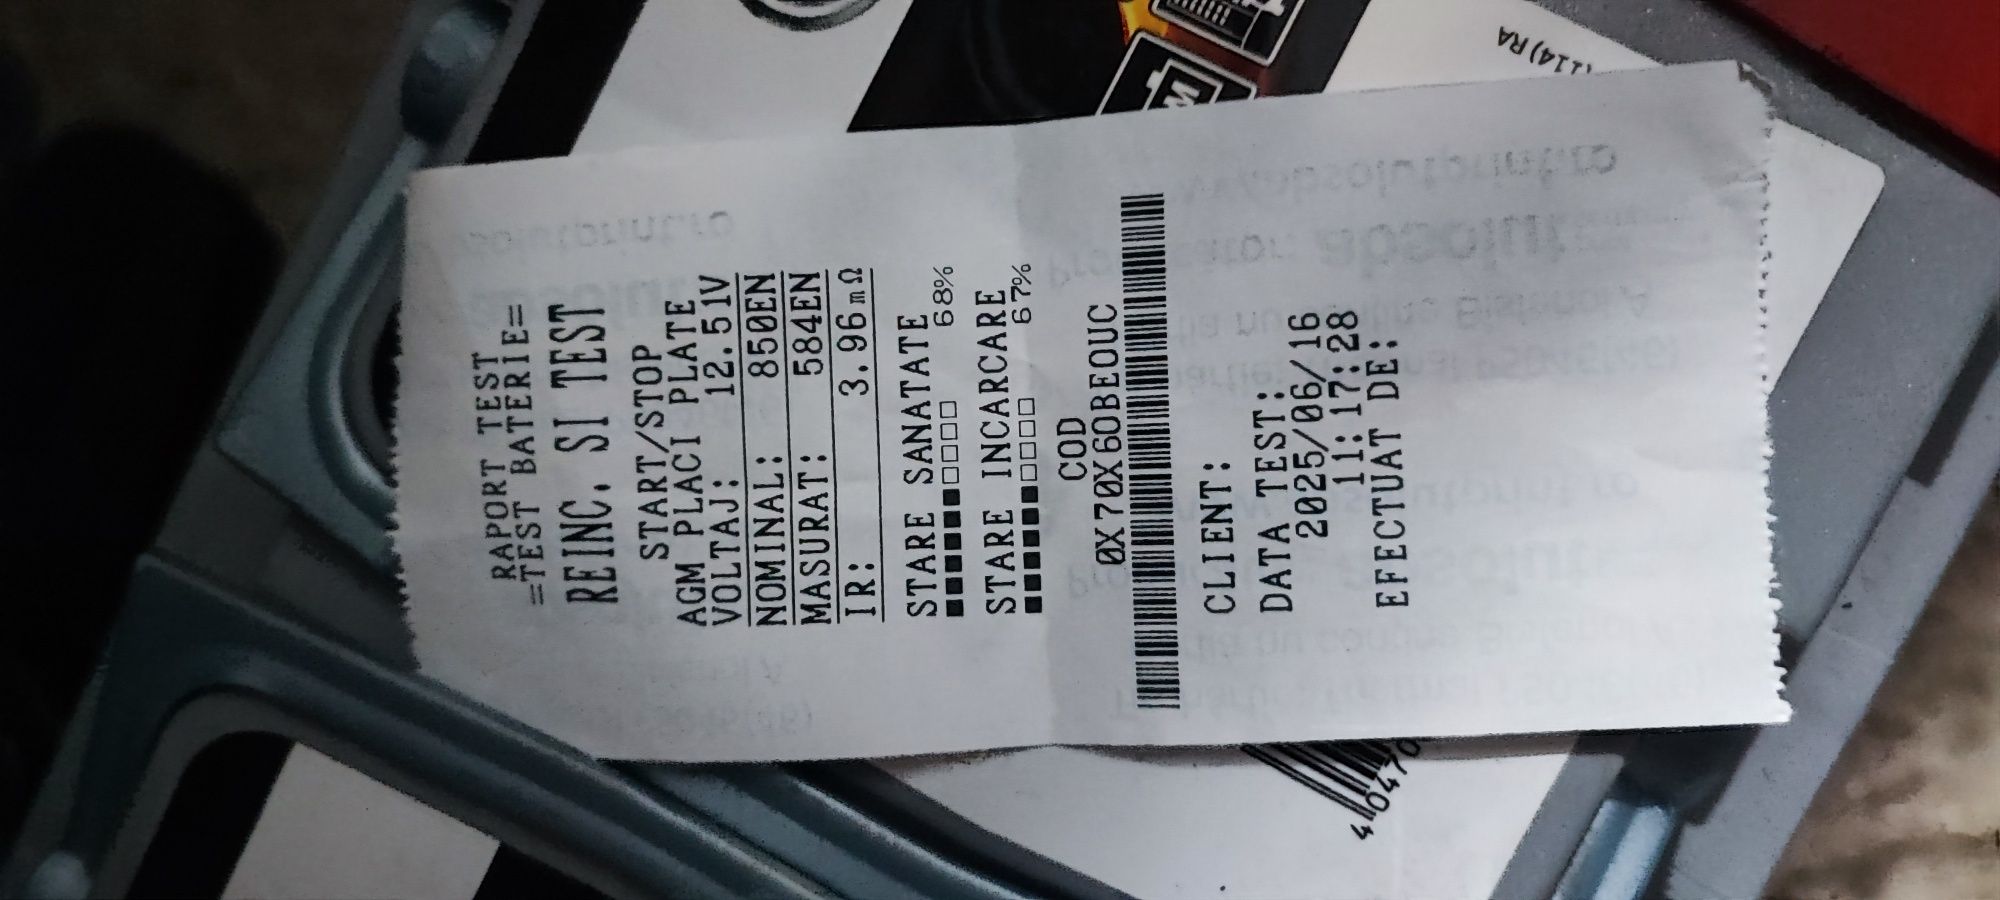 RAPORT TEST
=TEST BATERIE=
REINC. SI TEST
START/STOP
AGM PLACI PLATE
VOLTAJ: 12.51V
NOMINAL: 850EN
MASURAT: 584EN
IR: 3.96mΩ
STARE SANATATE
68%
STARE INCARCARE
67%
COD
0X70X60BEOUC
CLIENT:
DATA TEST:
2025/06/16
11:17:28
EFECTUAT DE:
(114)RA